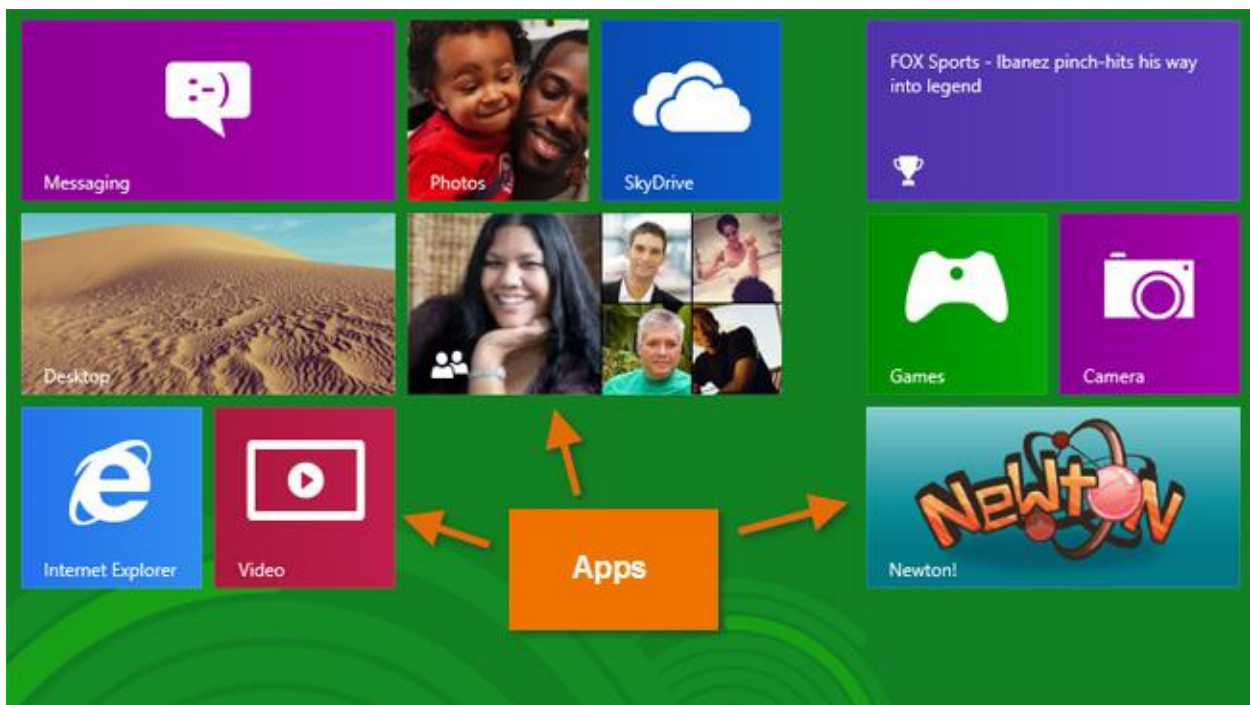 :-)
Messaging
Photos
SkyDrive
FOX Sports - Ibanez pinch-hits his way
into legend
Desktop
Games
Camera
Internet Explorer
Video
Apps
NeWtON
Newton!